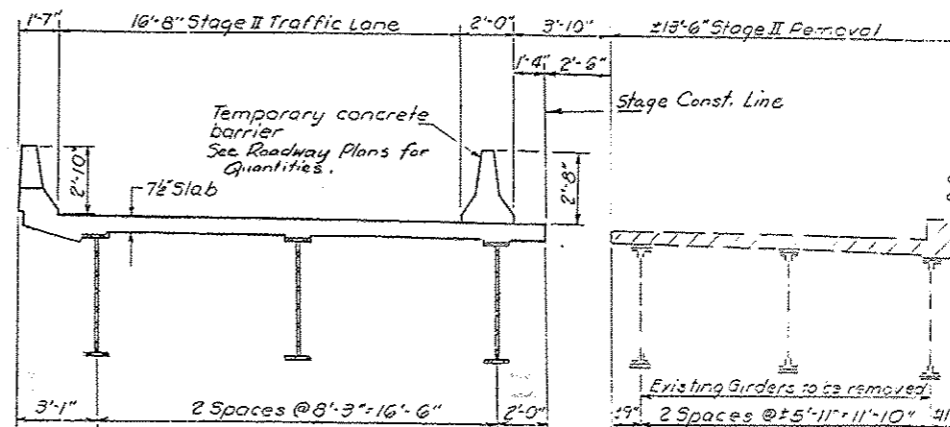 1'-7"
16'-8" Stage II Traffic Lane
2'-0"
3'-10"
±13'-6" Stage II Removal
1'-4"
2'-6"
Stage Const. Line
Temporary concrete
barrier
See Roadway Plans for
Quantities.
2'-10"
7½" Slab
2'-8"
Existing Girders to be removed
3'-1"
2 Spaces @ 8'-3" = 16'-6"
2'-0"
±9"
2 Spaces @ ±5'-11" = 11'-10"